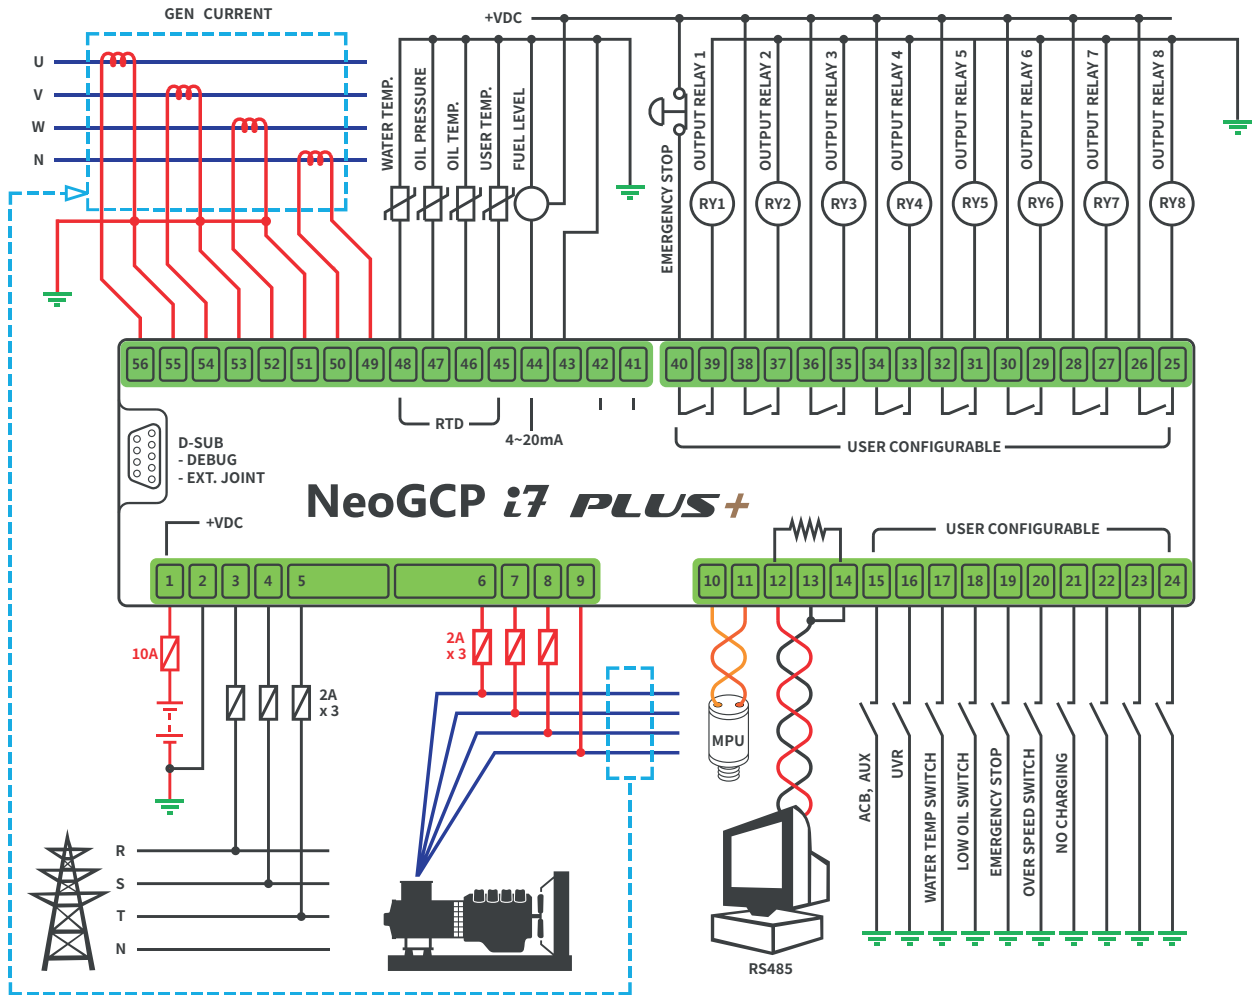 GEN CURRENT
+VDC
U
V
W
N
WATER TEMP.
OIL PRESSURE
OIL TEMP.
USER TEMP.
FUEL LEVEL
EMERGENCY STOP
OUTPUT RELAY 1
OUTPUT RELAY 2
OUTPUT RELAY 3
OUTPUT RELAY 4
OUTPUT RELAY 5
OUTPUT RELAY 6
OUTPUT RELAY 7
OUTPUT RELAY 8
RY1 RY2 RY3 RY4 RY5 RY6 RY7 RY8
56 55 54 53 52 51 50 49 48 47 46 45 44 43 42 41 40 39 38 37 36 35 34 33 32 31 30 29 28 27 26 25
RTD
4~20mA
USER CONFIGURABLE
D-SUB
- DEBUG
- EXT. JOINT
NeoGCP i7 PLUS+
+VDC
USER CONFIGURABLE
1 2 3 4 5 6 7 8 9 10 11 12 13 14 15 16 17 18 19 20 21 22 23 24
10A
2A
x 3
2A
x 3
MPU
ACB, AUX
UVR
WATER TEMP SWITCH
LOW OIL SWITCH
EMERGENCY STOP
OVER SPEED SWITCH
NO CHARGING
R
S
T
N
RS485